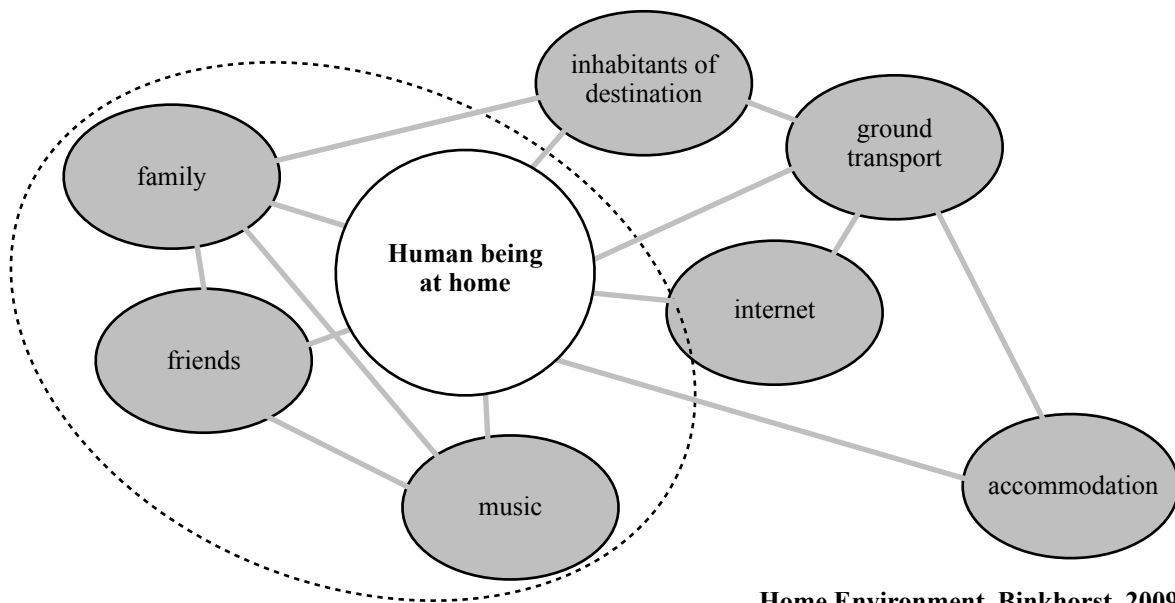 inhabitants of
destination
ground
transport
family
Human being
at home
internet
friends
accommodation
music
Home Environment, Binkhorst, 2009